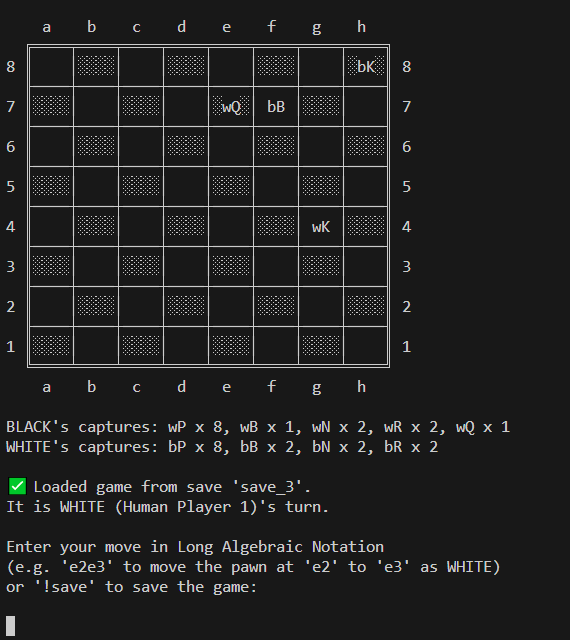 a b c d e f g h
8 bK 8
7 wQ bB 7
6 6
5 5
4 wK 4
3 3
2 2
1 1
a b c d e f g h
BLACK's captures: wP x 8, wB x 1, wN x 2, wR x 2, wQ x 1
WHITE's captures: bP x 8, bB x 2, bN x 2, bR x 2
✅ Loaded game from save 'save_3'.
It is WHITE (Human Player 1)'s turn.
Enter your move in Long Algebraic Notation
(e.g. 'e2e3' to move the pawn at 'e2' to 'e3' as WHITE)
or '!save' to save the game: